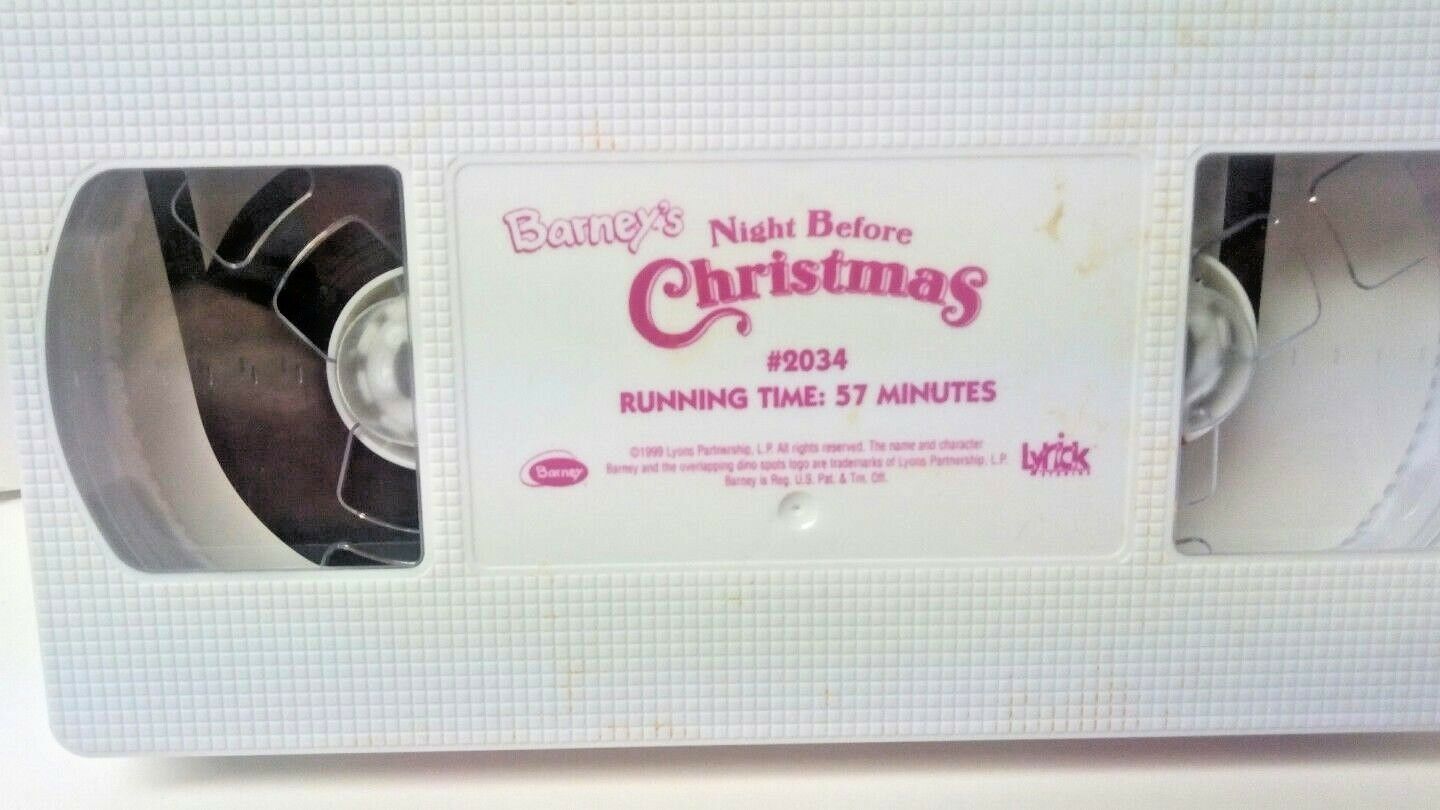 Barney's Night Before
Christmas
#2034
RUNNING TIME: 57 MINUTES
©1999 Lyons Partnership, L.P. All rights reserved. The name and character
Barney and the overlapping dino spots logo are trademarks of Lyons Partnership, L.P.
Barney is Reg. U.S. Pat. & Tm. Off.
Barney
Lyrick
STUDIOS